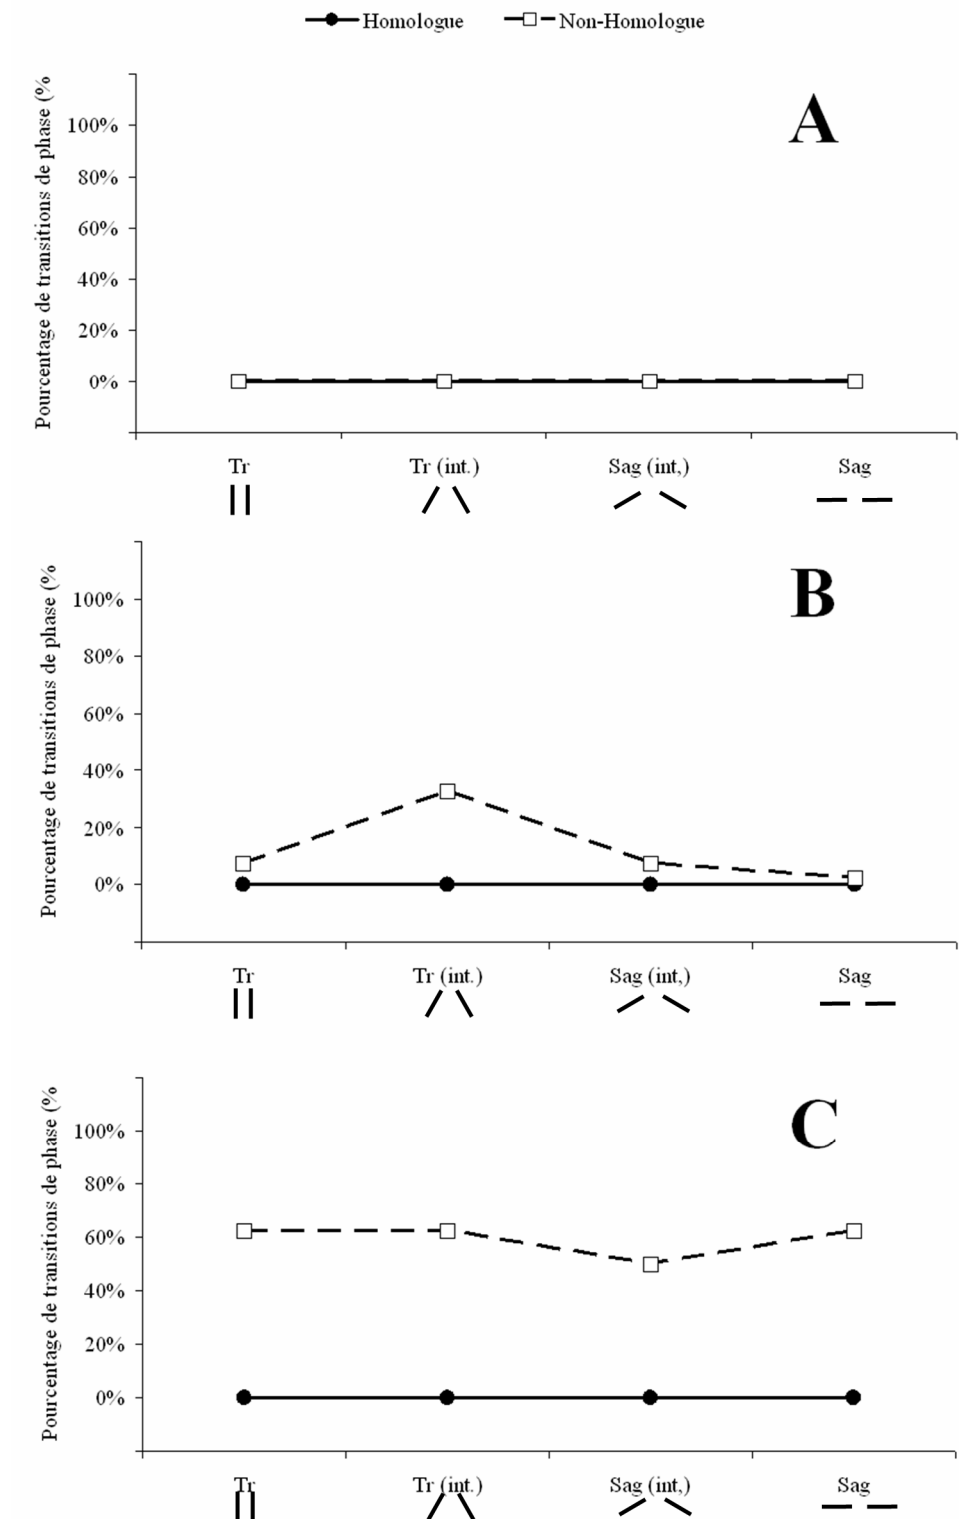 Homologue Non-Homologue
A
Pourcentage de transitions de phase (%
100%
80%
60%
40%
20%
0%
Tr Tr (int.) Sag (int,) Sag
B
Pourcentage de transitions de phase (%
100%
80%
60%
40%
20%
0%
Tr Tr (int.) Sag (int,) Sag
C
Pourcentage de transitions de phase (%
100%
80%
60%
40%
20%
0%
Tr Tr (int.) Sag (int,) Sag